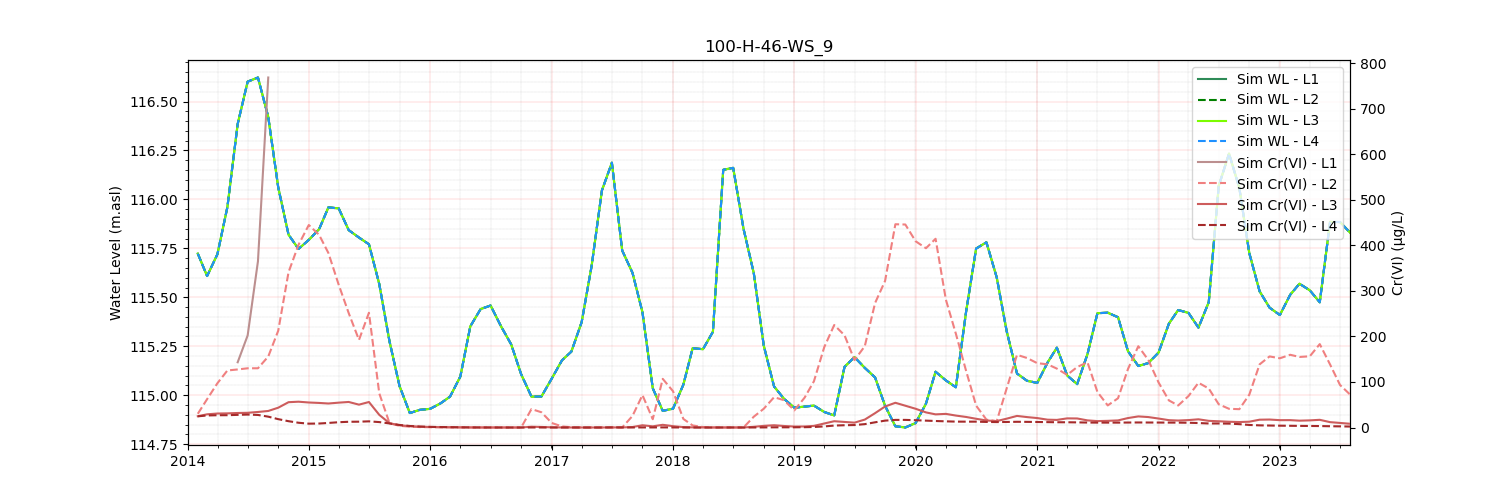 100-H-46-WS_9
Water Level (m.asl)
116.50
116.25
116.00
115.75
115.50
115.25
115.00
114.75
2014
2015
2016
2017
2018
2019
2020
2021
2022
2023
800
700
600
500
400
300
200
100
0
Cr(VI) (μg/L)
Sim WL - L1
Sim WL - L2
Sim WL - L3
Sim WL - L4
Sim Cr(VI) - L1
Sim Cr(VI) - L2
Sim Cr(VI) - L3
Sim Cr(VI) - L4